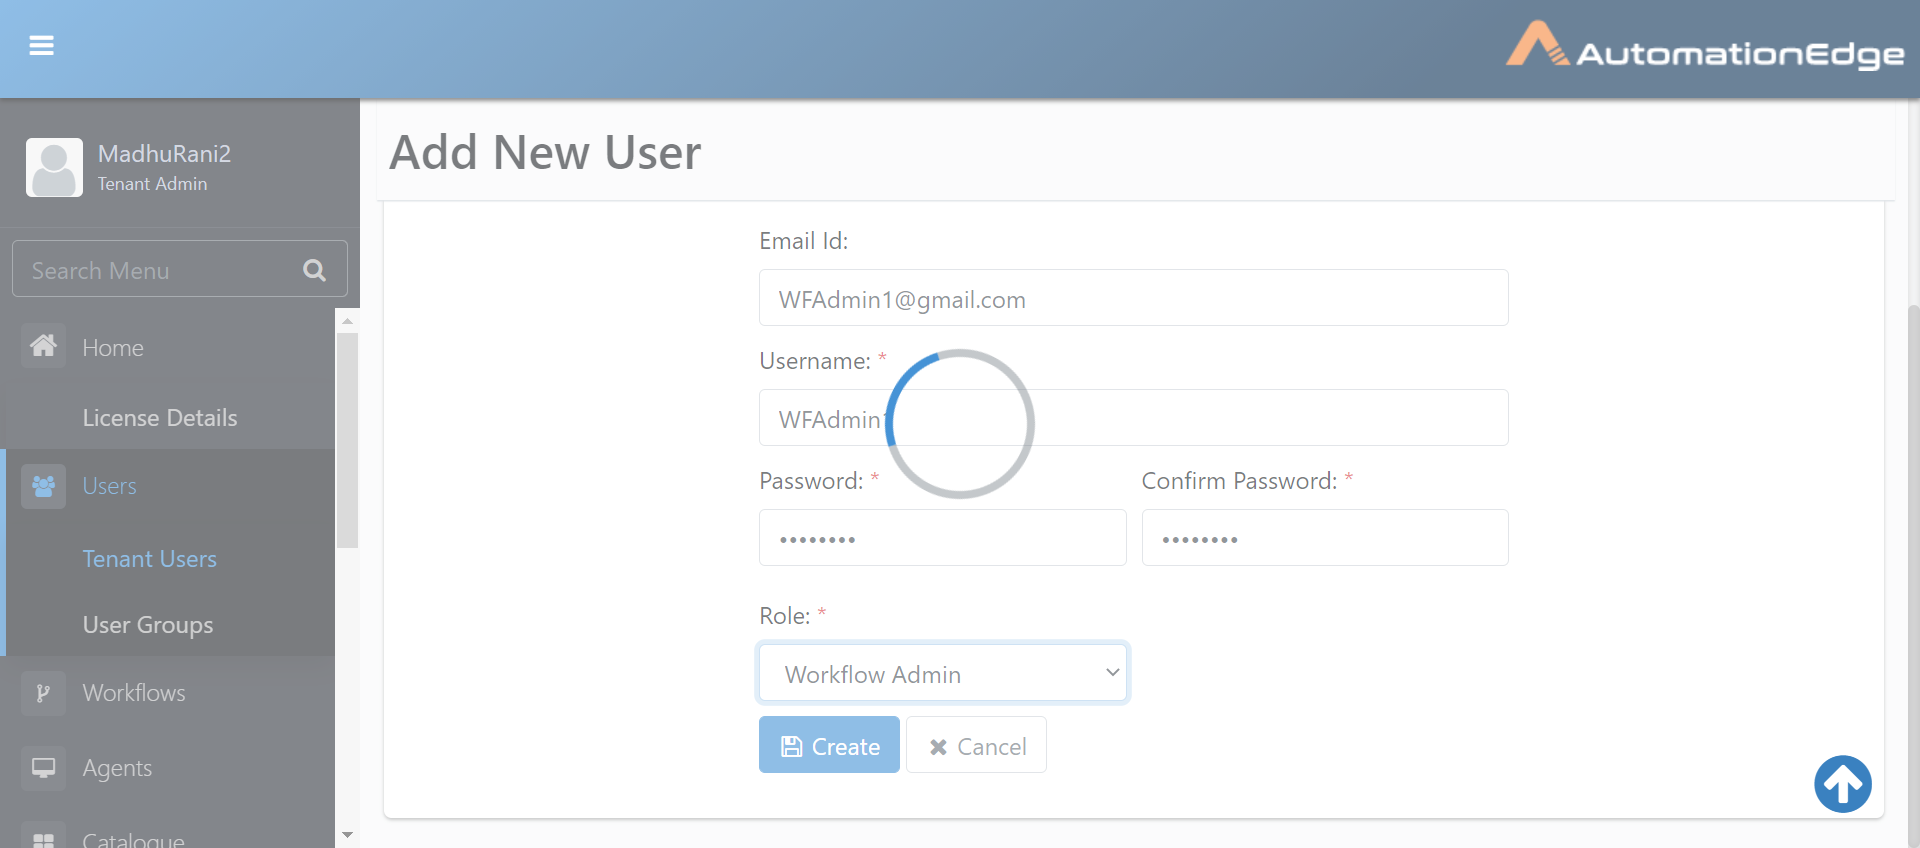 AutomationEdge
MadhuRani2
Tenant Admin
Search Menu
Home
License Details
Users
Tenant Users
User Groups
Workflows
Agents
Catalogue
Add New User
Email Id:
WFAdmin1@gmail.com
Username: *
WFAdmin1
Password: * Confirm Password: *
Role: *
Workflow Admin
Create Cancel